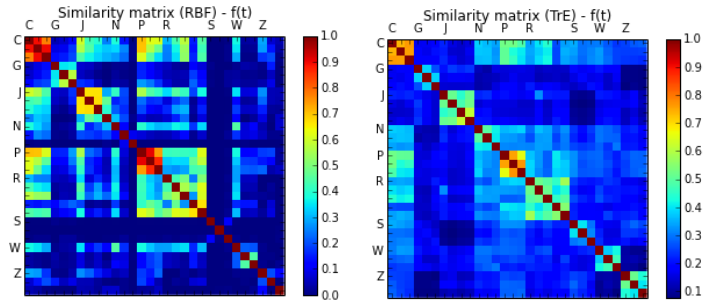 Similarity matrix (RBF) - f(t)
C G J N P R S W Z
C
G
J
N
P
R
S
W
Z
1.0
0.9
0.8
0.7
0.6
0.5
0.4
0.3
0.2
0.1
0.0
Similarity matrix (TrE) - f(t)
C G J N P R S W Z
C
G
J
N
P
R
S
W
Z
1.0
0.9
0.8
0.7
0.6
0.5
0.4
0.3
0.2
0.1